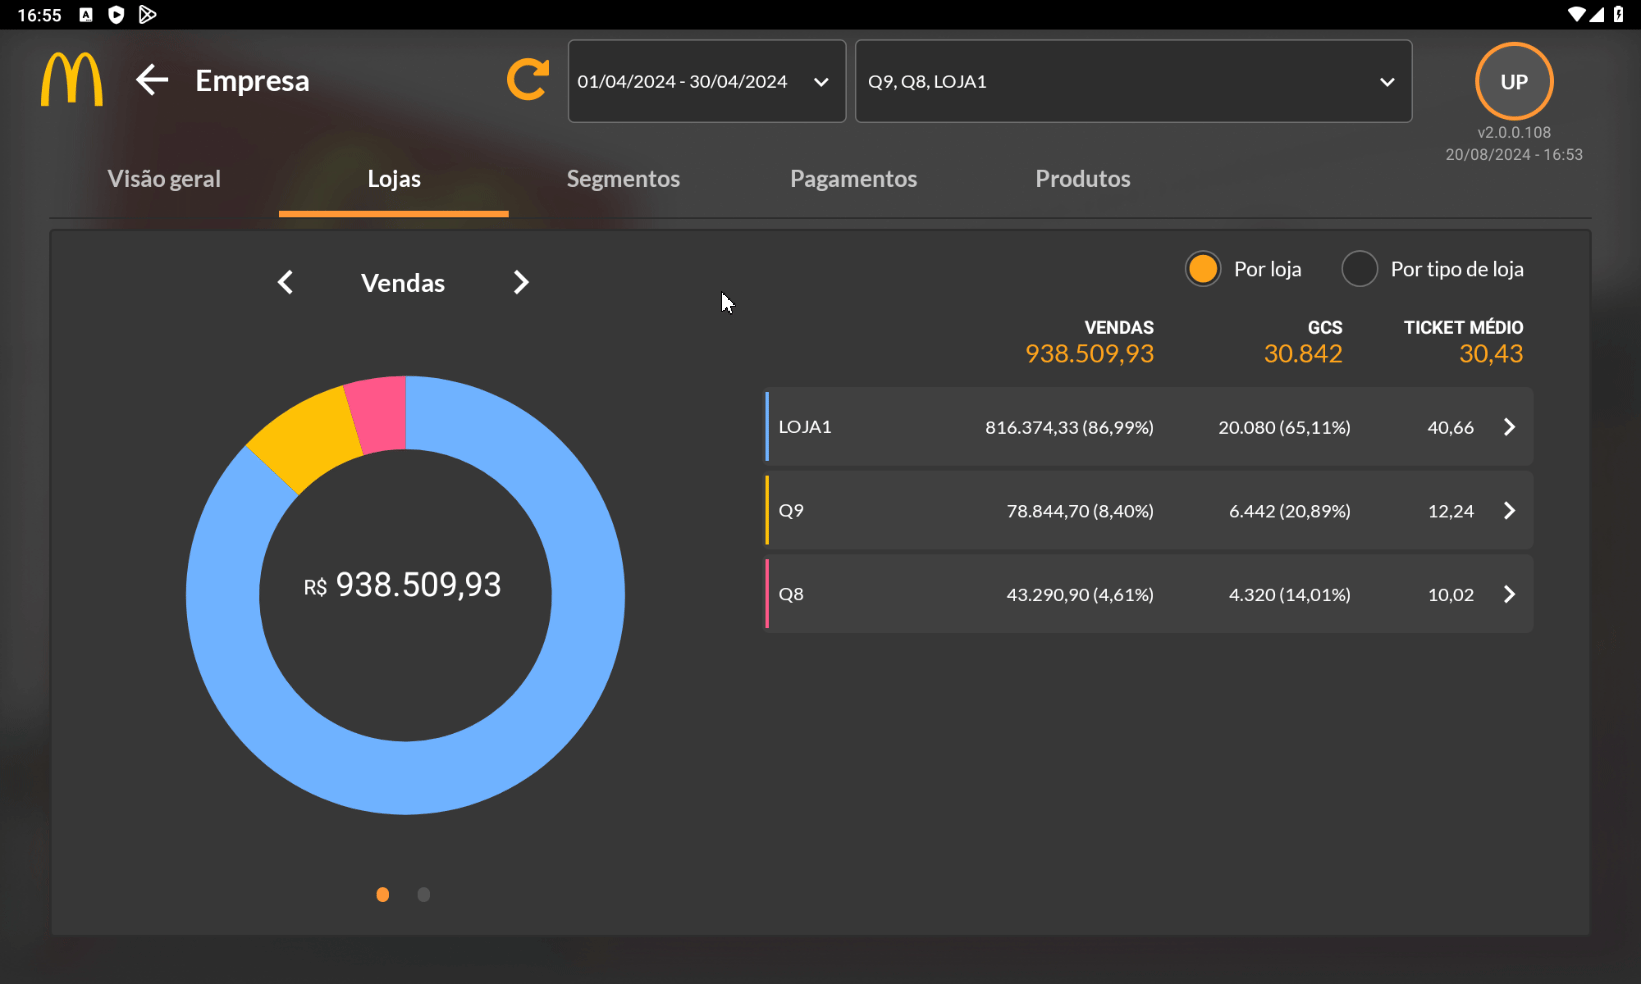 16:55
Empresa
01/04/2024 - 30/04/2024
Q9, Q8, LOJA1
UP
v2.0.0.108
20/08/2024 - 16:53
Visão geral
Lojas
Segmentos
Pagamentos
Produtos
Vendas
Por loja
Por tipo de loja
VENDAS GCS TICKET MÉDIO
938.509,93 30.842 30,43
LOJA1 816.374,33 (86,99%) 20.080 (65,11%) 40,66
Q9 78.844,70 (8,40%) 6.442 (20,89%) 12,24
Q8 43.290,90 (4,61%) 4.320 (14,01%) 10,02
R$ 938.509,93